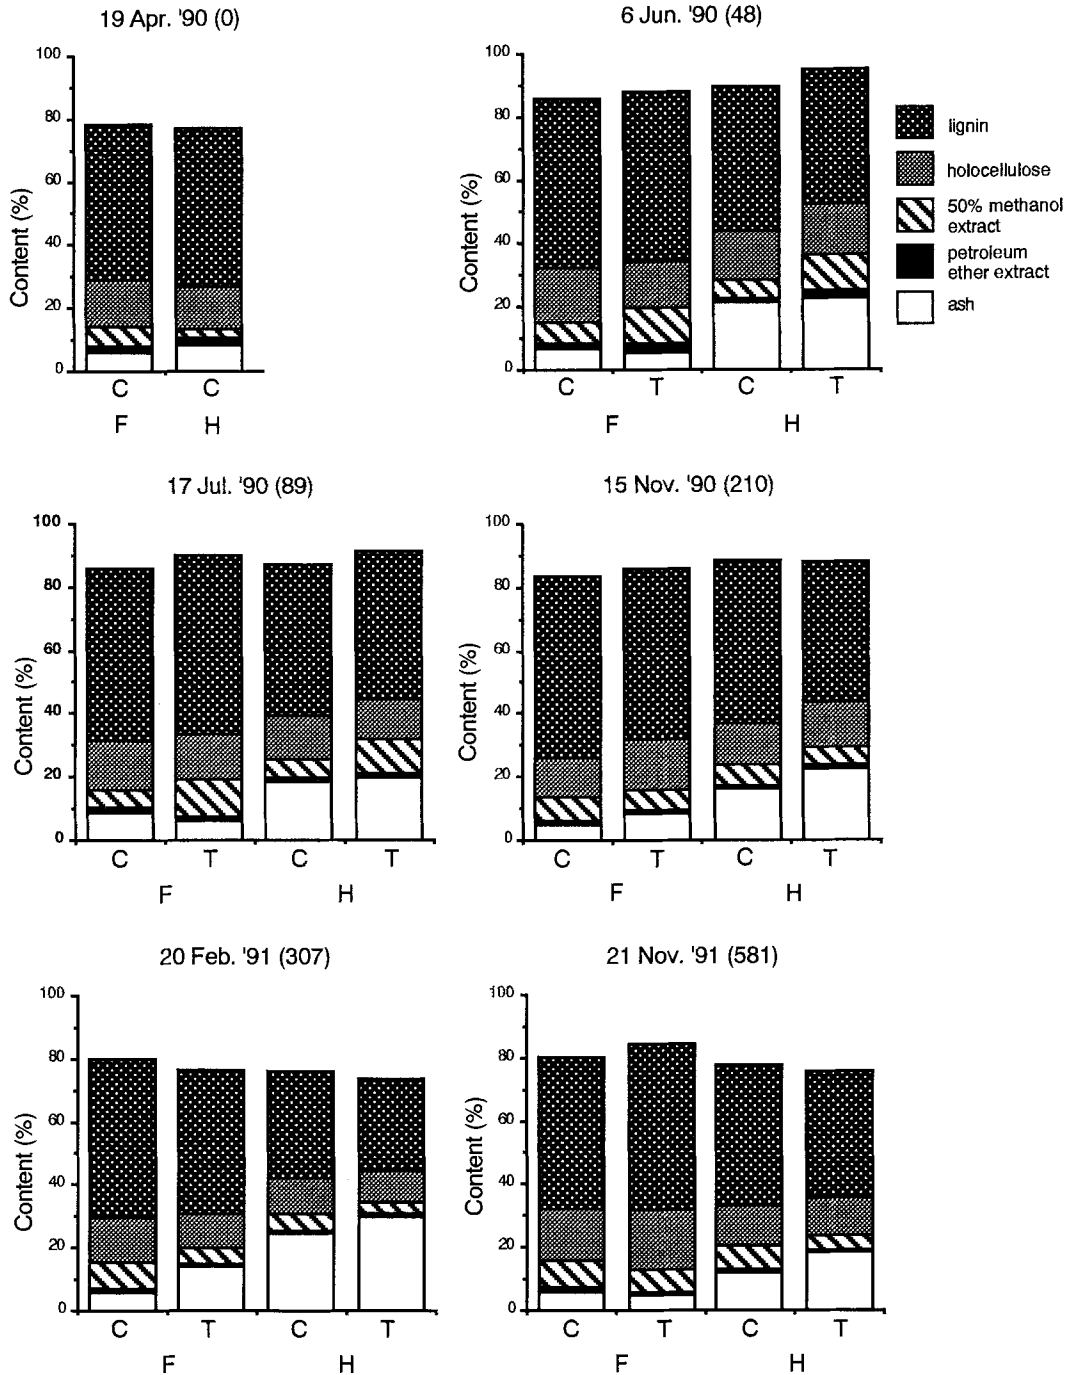 19 Apr. '90 (0)
100
80
60
40
20
0
Content (%)
C C
F H
6 Jun. '90 (48)
100
80
60
40
20
0
Content (%)
C T C T
F H
lignin
holocellulose
50% methanol
extract
petroleum
ether extract
ash
17 Jul. '90 (89)
100
80
60
40
20
0
Content (%)
C T C T
F H
15 Nov. '90 (210)
100
80
60
40
20
0
Content (%)
C T C T
F H
20 Feb. '91 (307)
100
80
60
40
20
0
Content (%)
C T C T
F H
21 Nov. '91 (581)
100
80
60
40
20
0
Content (%)
C T C T
F H